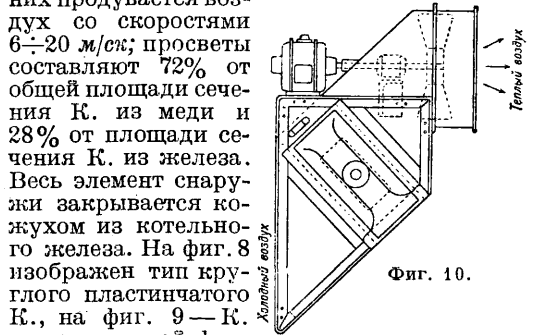 них продувается воз-
дух со скоростями
6÷20 м/ск; просветы
составляют 72% от
общей площади сече-
ния К. из меди и
28% от площади се-
чения К. из железа.
Весь элемент снару-
жи закрывается ко-
жухом из котельно-
го железа. На фиг. 8
изображен тип кру-
глого пластинчатого
К., на фиг. 9 — К.
Теплый воздух
Холодный воздух
Фиг. 10.